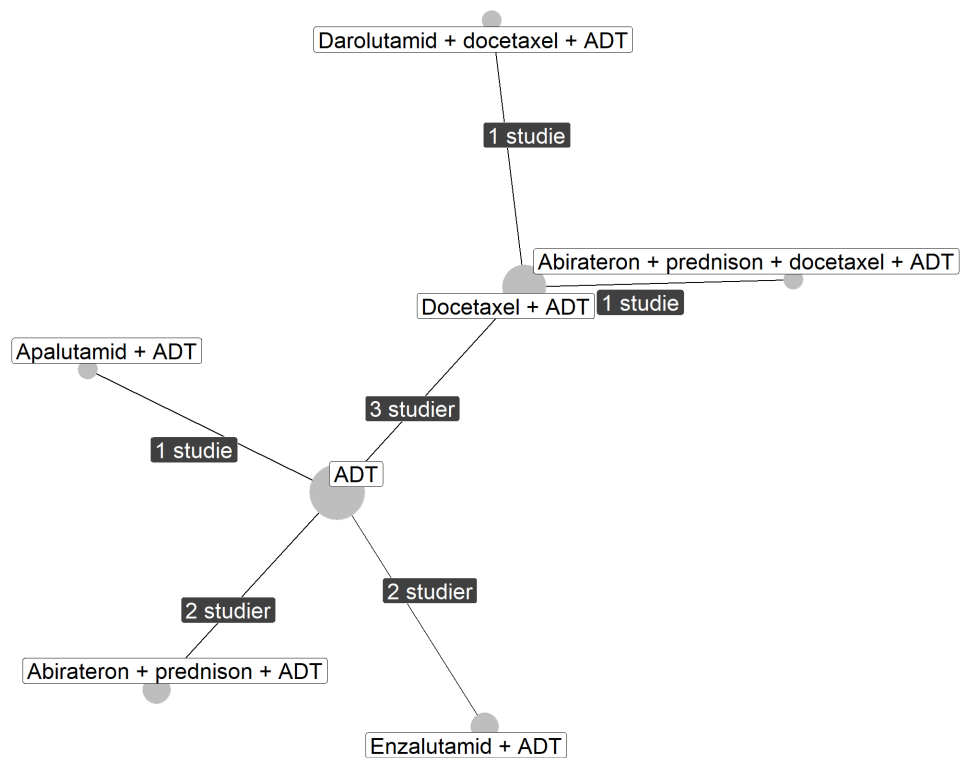 Darolutamid + docetaxel + ADT
1 studie
Abirateron + prednison + docetaxel + ADT
Docetaxel + ADT
1 studie
Apalutamid + ADT
3 studier
1 studie
ADT
2 studier
2 studier
Abirateron + prednison + ADT
Enzalutamid + ADT